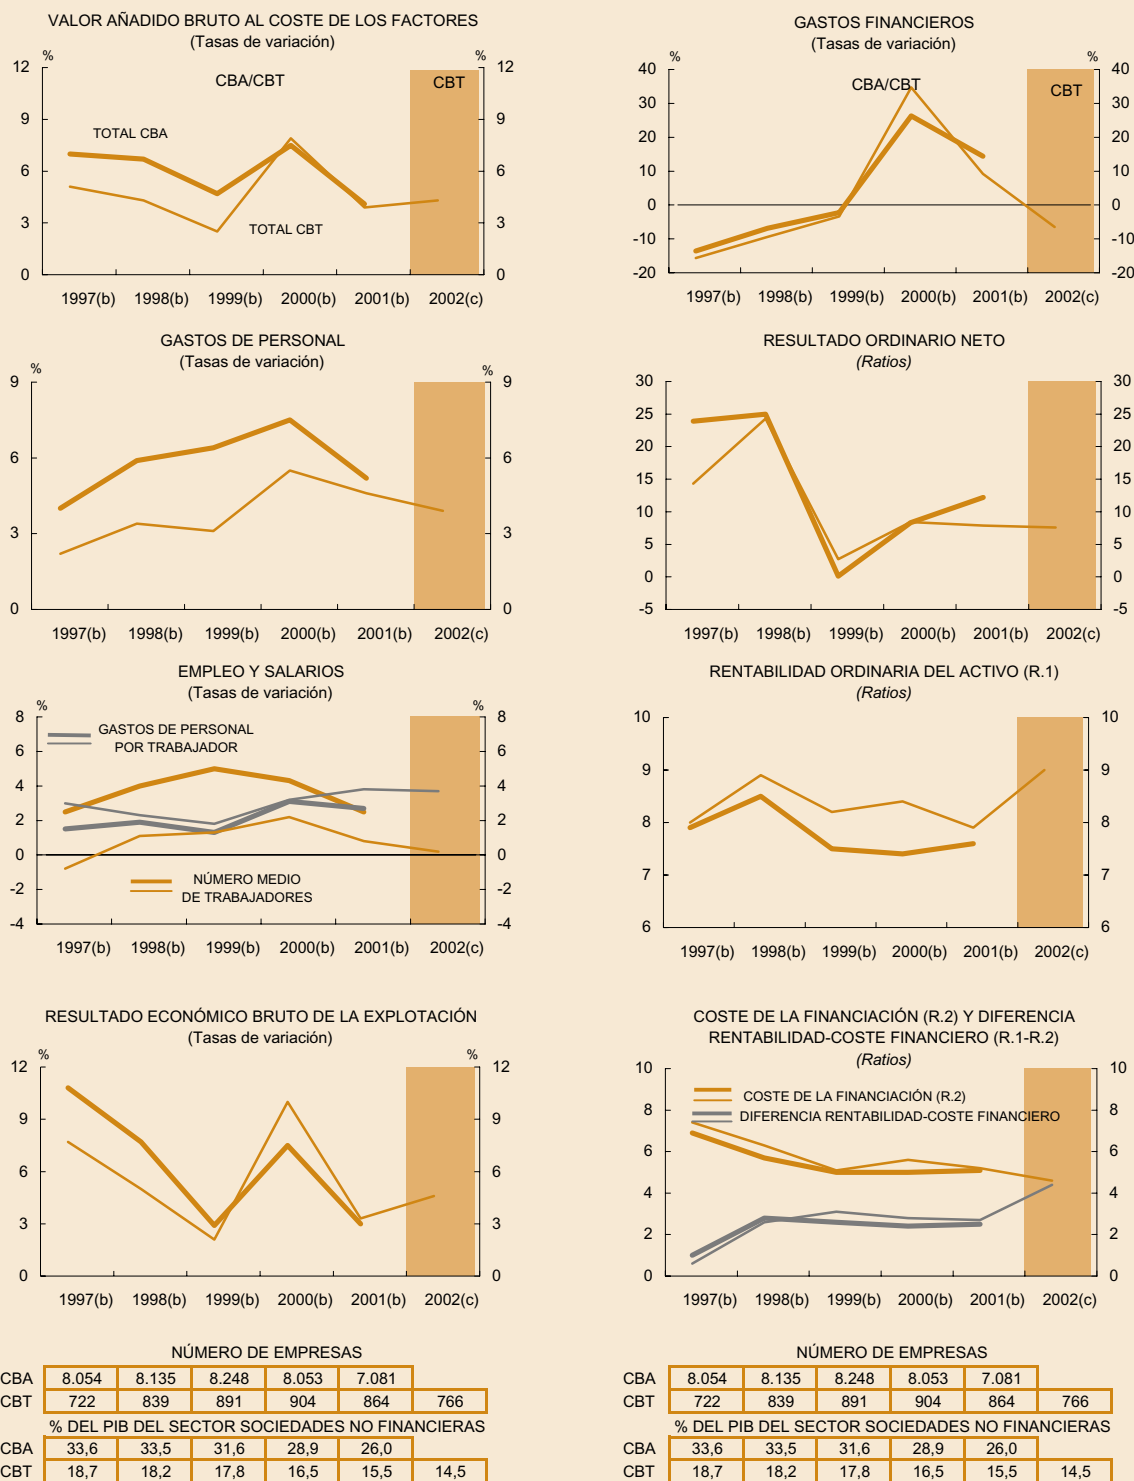 VALOR AÑADIDO BRUTO AL COSTE DE LOS FACTORES
(Tasas de variación)
% %
12 CBA/CBT CBT 12
9 TOTAL CBA 9
6 6
3 TOTAL CBT 3
0 0
1997(b) 1998(b) 1999(b) 2000(b) 2001(b) 2002(c)
GASTOS FINANCIEROS
(Tasas de variación)
% %
40 CBA/CBT CBT 40
30 30
20 20
10 10
0 0
-10 -10
-20 -20
1997(b) 1998(b) 1999(b) 2000(b) 2001(b) 2002(c)
GASTOS DE PERSONAL
(Tasas de variación)
% %
9 9
6 6
3 3
0 0
1997(b) 1998(b) 1999(b) 2000(b) 2001(b) 2002(c)
RESULTADO ORDINARIO NETO
(Ratios)
30 30
25 25
20 20
15 15
10 10
5 5
0 0
-5 -5
1997(b) 1998(b) 1999(b) 2000(b) 2001(b) 2002(c)
EMPLEO Y SALARIOS
(Tasas de variación)
% %
8 GASTOS DE PERSONAL 8
6 POR TRABAJADOR 6
4 4
2 2
0 0
-2 NÚMERO MEDIO -2
DE TRABAJADORES
-4 -4
1997(b) 1998(b) 1999(b) 2000(b) 2001(b) 2002(c)
RENTABILIDAD ORDINARIA DEL ACTIVO (R.1)
(Ratios)
10 10
9 9
8 8
7 7
6 6
1997(b) 1998(b) 1999(b) 2000(b) 2001(b) 2002(c)
RESULTADO ECONÓMICO BRUTO DE LA EXPLOTACIÓN
(Tasas de variación)
% %
12 12
9 9
6 6
3 3
0 0
1997(b) 1998(b) 1999(b) 2000(b) 2001(b) 2002(c)
COSTE DE LA FINANCIACIÓN (R.2) Y DIFERENCIA
RENTABILIDAD-COSTE FINANCIERO (R.1-R.2)
(Ratios)
10 10
COSTE DE LA FINANCIACIÓN (R.2)
8 DIFERENCIA RENTABILIDAD-COSTE FINANCIERO 8
6 6
4 4
2 2
0 0
1997(b) 1998(b) 1999(b) 2000(b) 2001(b) 2002(c)
NÚMERO DE EMPRESAS
CBA 8.054 8.135 8.248 8.053 7.081
CBT 722 839 891 904 864 766
% DEL PIB DEL SECTOR SOCIEDADES NO FINANCIERAS
CBA 33,6 33,5 31,6 28,9 26,0
CBT 18,7 18,2 17,8 16,5 15,5 14,5
NÚMERO DE EMPRESAS
CBA 8.054 8.135 8.248 8.053 7.081
CBT 722 839 891 904 864 766
% DEL PIB DEL SECTOR SOCIEDADES NO FINANCIERAS
CBA 33,6 33,5 31,6 28,9 26,0
CBT 18,7 18,2 17,8 16,5 15,5 14,5